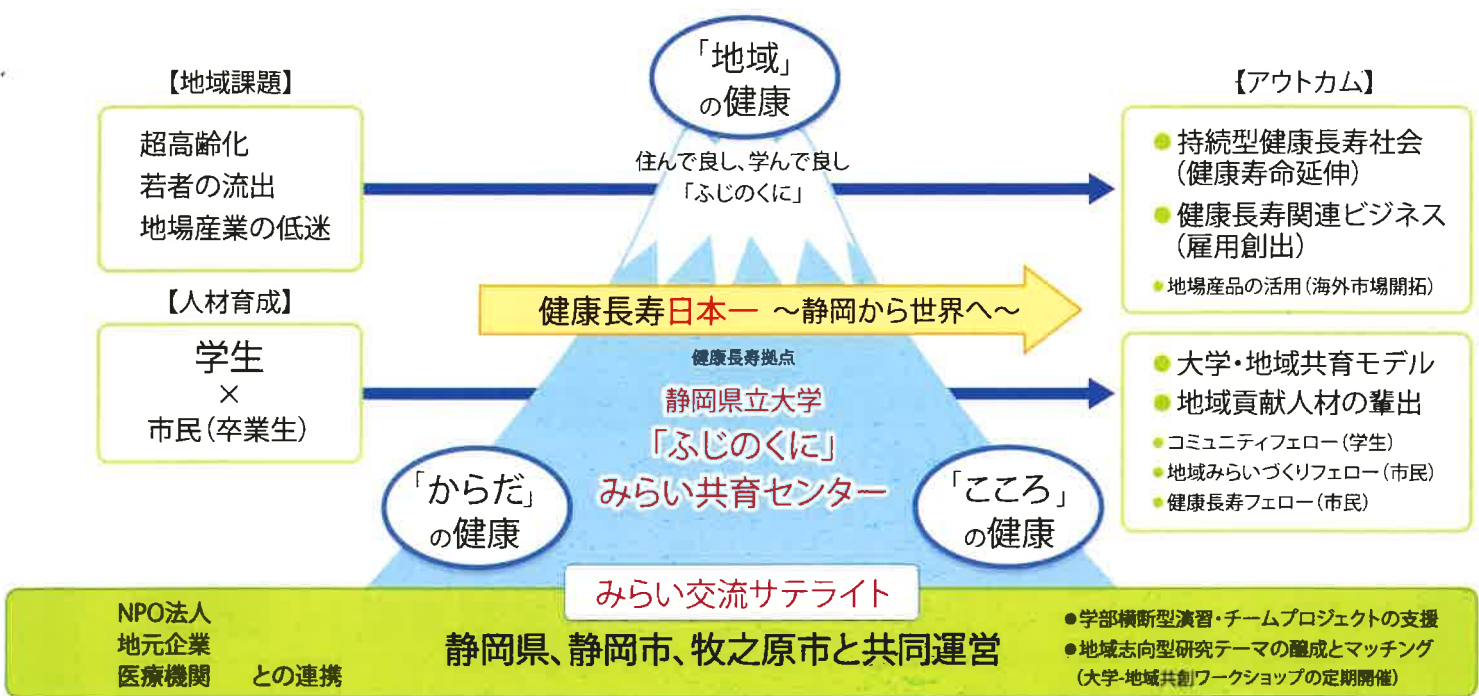 「地域」
の健康
【地域課題】
超高齢化
若者の流出
地場産業の低迷
住んで良し、学んで良し
「ふじのくに」
【アウトカム】
●持続型健康長寿社会
(健康寿命延伸)
●健康長寿関連ビジネス
(雇用創出)
●地場産品の活用(海外市場開拓)
健康長寿日本一 ～静岡から世界へ～
【人材育成】
学生
×
市民(卒業生)
健康長寿拠点
静岡県立大学
「ふじのくに」
みらい共育センター
●大学・地域共育モデル
●地域貢献人材の輩出
●コミュニティフェロー(学生)
●地域みらいづくりフェロー(市民)
●健康長寿フェロー(市民)
「からだ」
の健康
「こころ」
の健康
みらい交流サテライト
NPO法人
地元企業
医療機関 との連携
静岡県、静岡市、牧之原市と共同運営
●学部横断型演習・チームプロジェクトの支援
●地域志向型研究テーマの醸成とマッチング
(大学-地域共創ワークショップの定期開催)